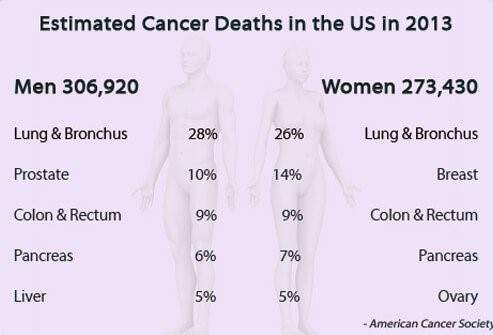 Estimated Cancer Deaths in the US in 2013
Men 306,920 Women 273,430
Lung & Bronchus 28% 26% Lung & Bronchus
Prostate 10% 14% Breast
Colon & Rectum 9% 9% Colon & Rectum
Pancreas 6% 7% Pancreas
Liver 5% 5% Ovary
- American Cancer Society